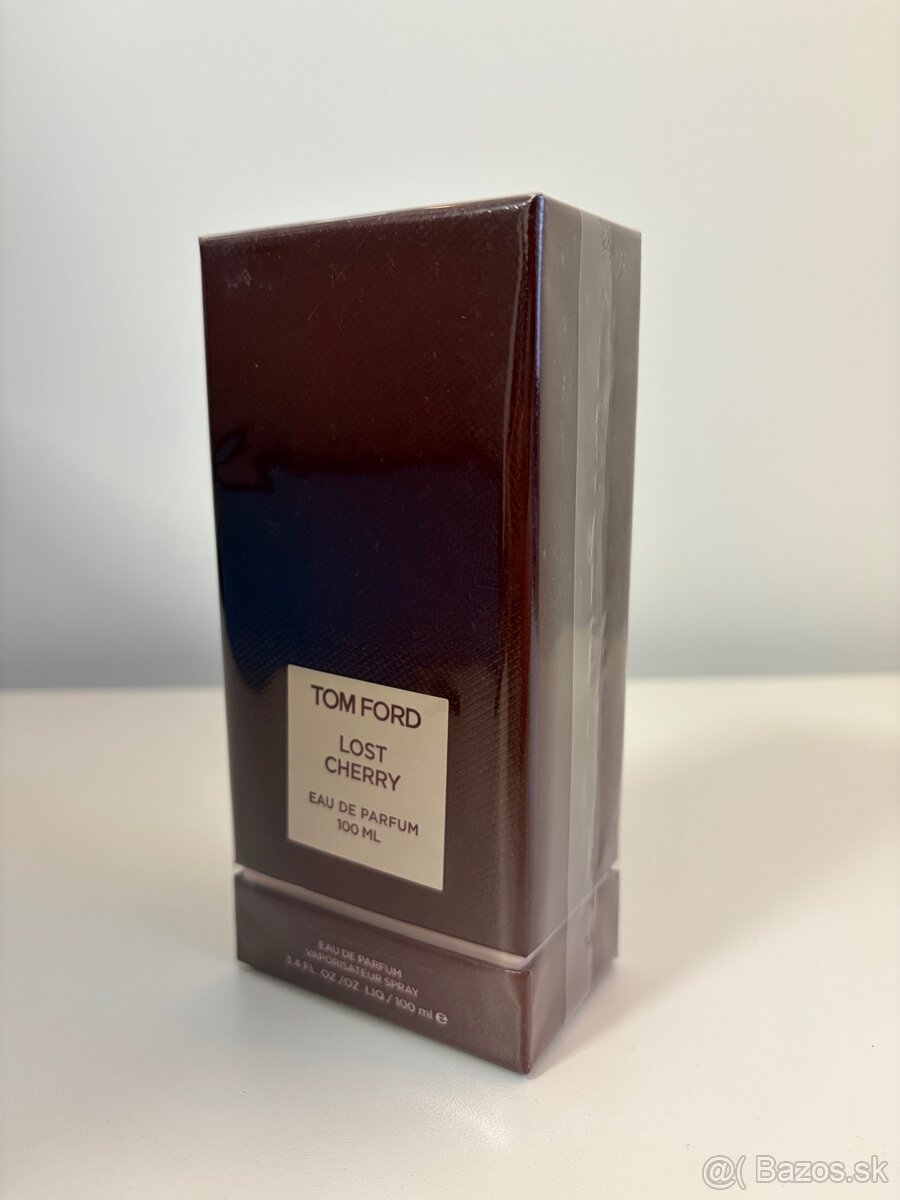 TOM FORD
LOST
CHERRY
EAU DE PARFUM
100 ML
EAU DE PARFUM
VAPORISATEUR SPRAY
3.4 FL. OZ/OZ. LIQ/100 ml ℮
@( Bazos.sk